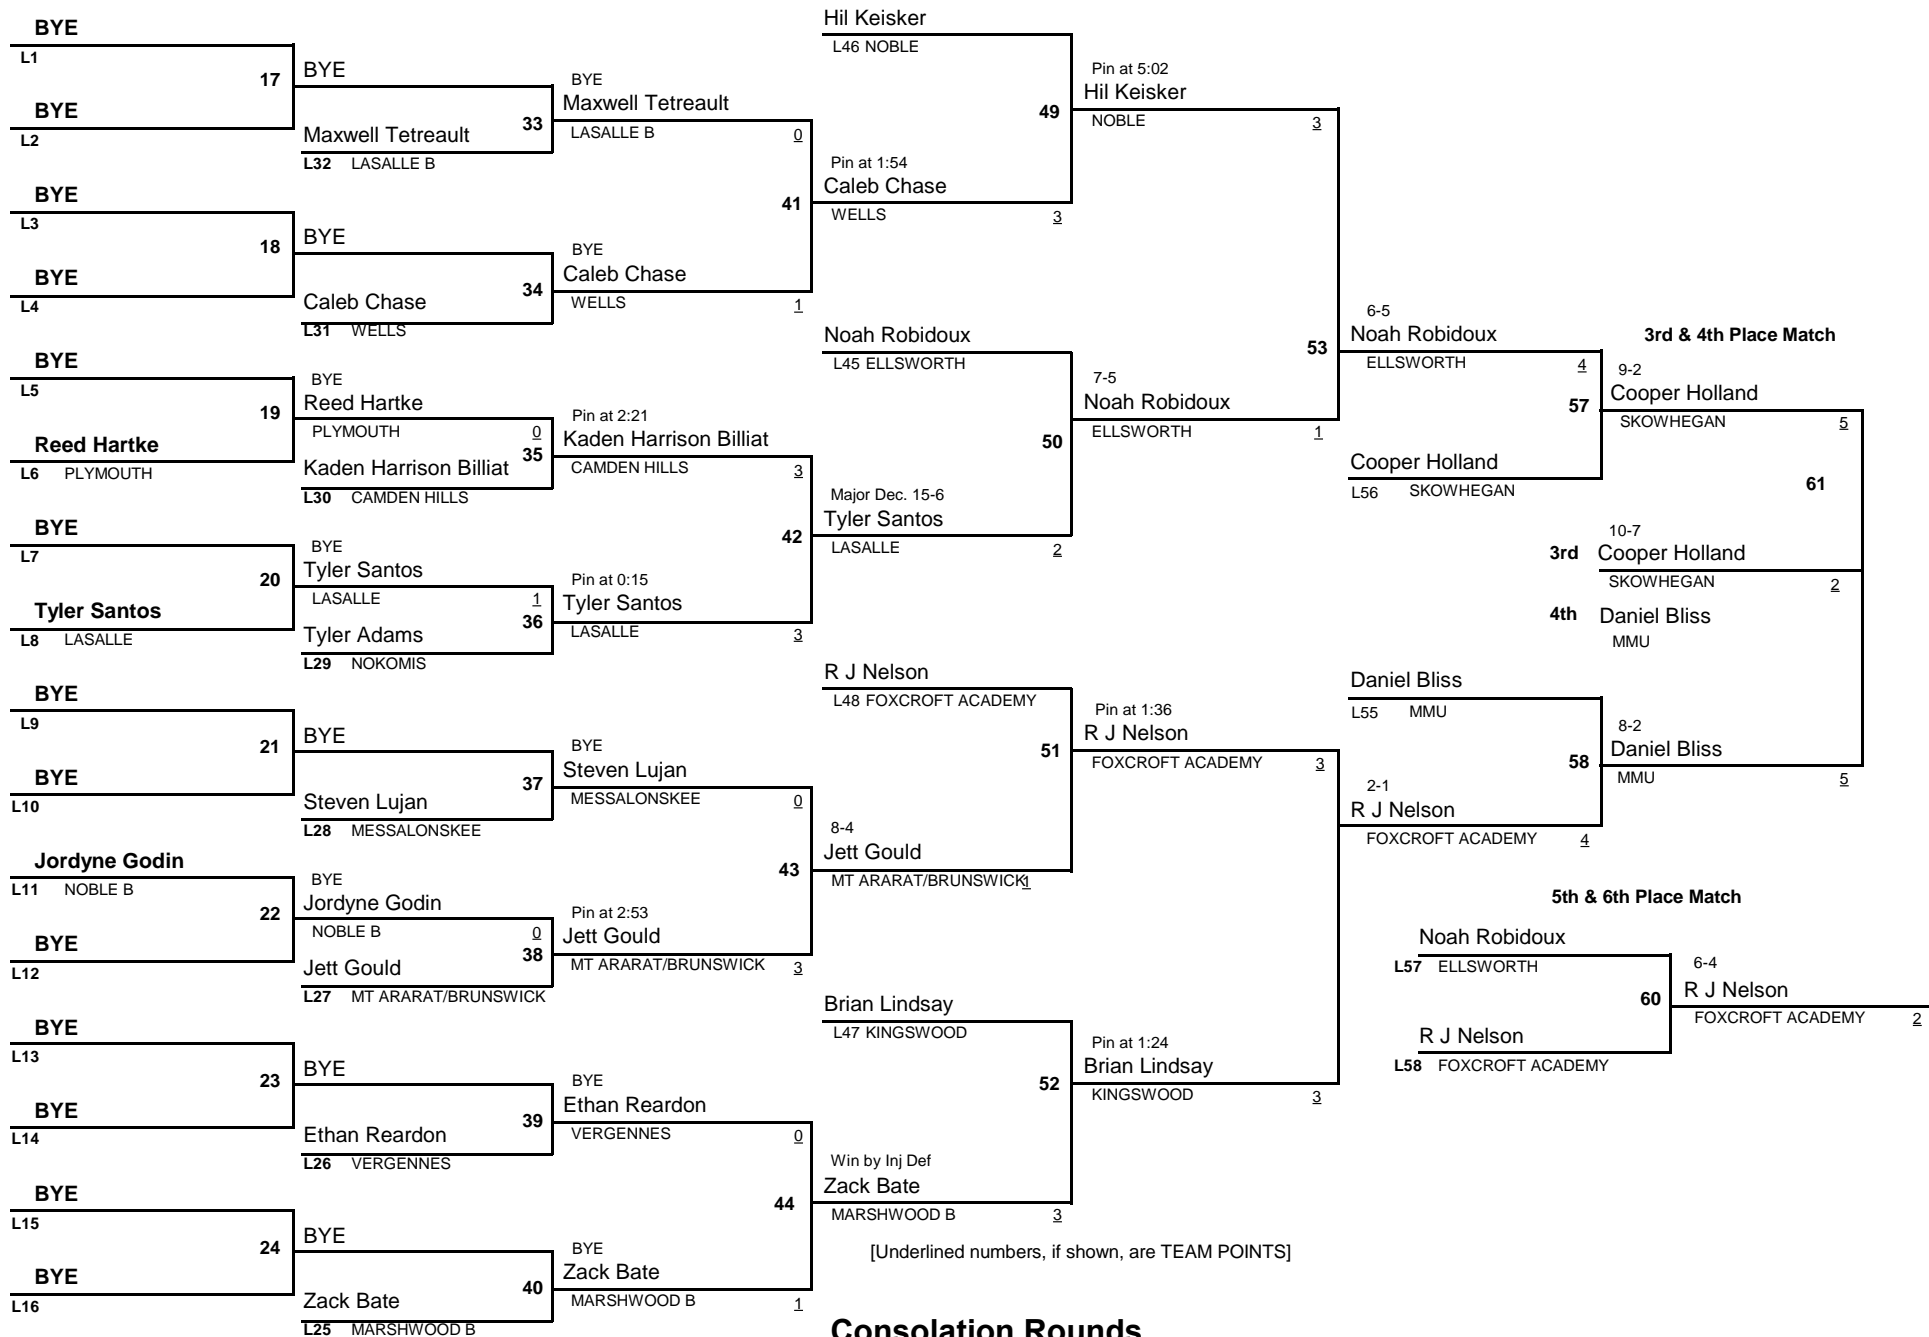 BYE
L1
17
BYE
L2
BYE
L3
18
BYE
L4
BYE
L5
19
Reed Hartke
L6 PLYMOUTH
BYE
L7
20
Tyler Santos
L8 LASALLE
BYE
L9
21
BYE
L10
Jordyne Godin
L11 NOBLE B
22
BYE
L12
BYE
L13
23
BYE
L14
BYE
L15
24
BYE
L16
BYE
33
Maxwell Tetreault
L32 LASALLE B
BYE
34
Caleb Chase
L31 WELLS
BYE
Reed Hartke
PLYMOUTH 0
35
Kaden Harrison Billiat
L30 CAMDEN HILLS
BYE
Tyler Santos
LASALLE 1
36
Tyler Adams
L29 NOKOMIS
BYE
37
Steven Lujan
L28 MESSALONSKEE
BYE
Jordyne Godin
NOBLE B 0
38
Jett Gould
L27 MT ARARAT/BRUNSWICK
BYE
39
Ethan Reardon
L26 VERGENNES
BYE
40
Zack Bate
L25 MARSHWOOD B
BYE
Maxwell Tetreault
LASALLE B 0
41
BYE
Caleb Chase
WELLS 1
Pin at 2:21
Kaden Harrison Billiat
CAMDEN HILLS 3
42
Pin at 0:15
Tyler Santos
LASALLE 3
BYE
Steven Lujan
MESSALONSKEE 0
43
Pin at 2:53
Jett Gould
MT ARARAT/BRUNSWICK 3
BYE
Ethan Reardon
VERGENNES 0
44
BYE
Zack Bate
MARSHWOOD B 1
Hil Keisker
L46 NOBLE
49
Pin at 1:54
Caleb Chase
WELLS 3
Noah Robidoux
L45 ELLSWORTH
50
Major Dec. 15-6
Tyler Santos
LASALLE 2
R J Nelson
L48 FOXCROFT ACADEMY
51
8-4
Jett Gould
MT ARARAT/BRUNSWICK 1
Brian Lindsay
L47 KINGSWOOD
52
Win by Inj Def
Zack Bate
MARSHWOOD B 3
Pin at 5:02
Hil Keisker
NOBLE 3
53
7-5
Noah Robidoux
ELLSWORTH 1
Pin at 1:36
R J Nelson
FOXCROFT ACADEMY 3
Pin at 1:24
Brian Lindsay
KINGSWOOD 3
6-5
Noah Robidoux
ELLSWORTH 4
57
Cooper Holland
L56 SKOWHEGAN
Daniel Bliss
L55 MMU
58
2-1
R J Nelson
FOXCROFT ACADEMY 4
3rd & 4th Place Match
9-2
Cooper Holland
SKOWHEGAN 5
61
10-7
3rd Cooper Holland
SKOWHEGAN 2
4th Daniel Bliss
MMU
8-2
Daniel Bliss
MMU 5
5th & 6th Place Match
Noah Robidoux
L57 ELLSWORTH
60
R J Nelson
L58 FOXCROFT ACADEMY
6-4
R J Nelson
FOXCROFT ACADEMY 2
[Underlined numbers, if shown, are TEAM POINTS]
Consolation Rounds